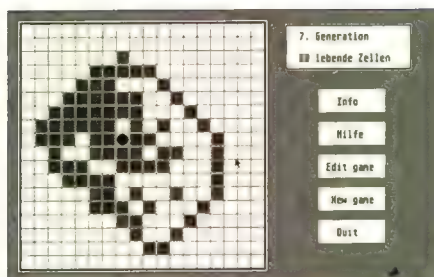 7. Generation
lebende Zellen
Info
Hilfe
Edit game
New game
Quit